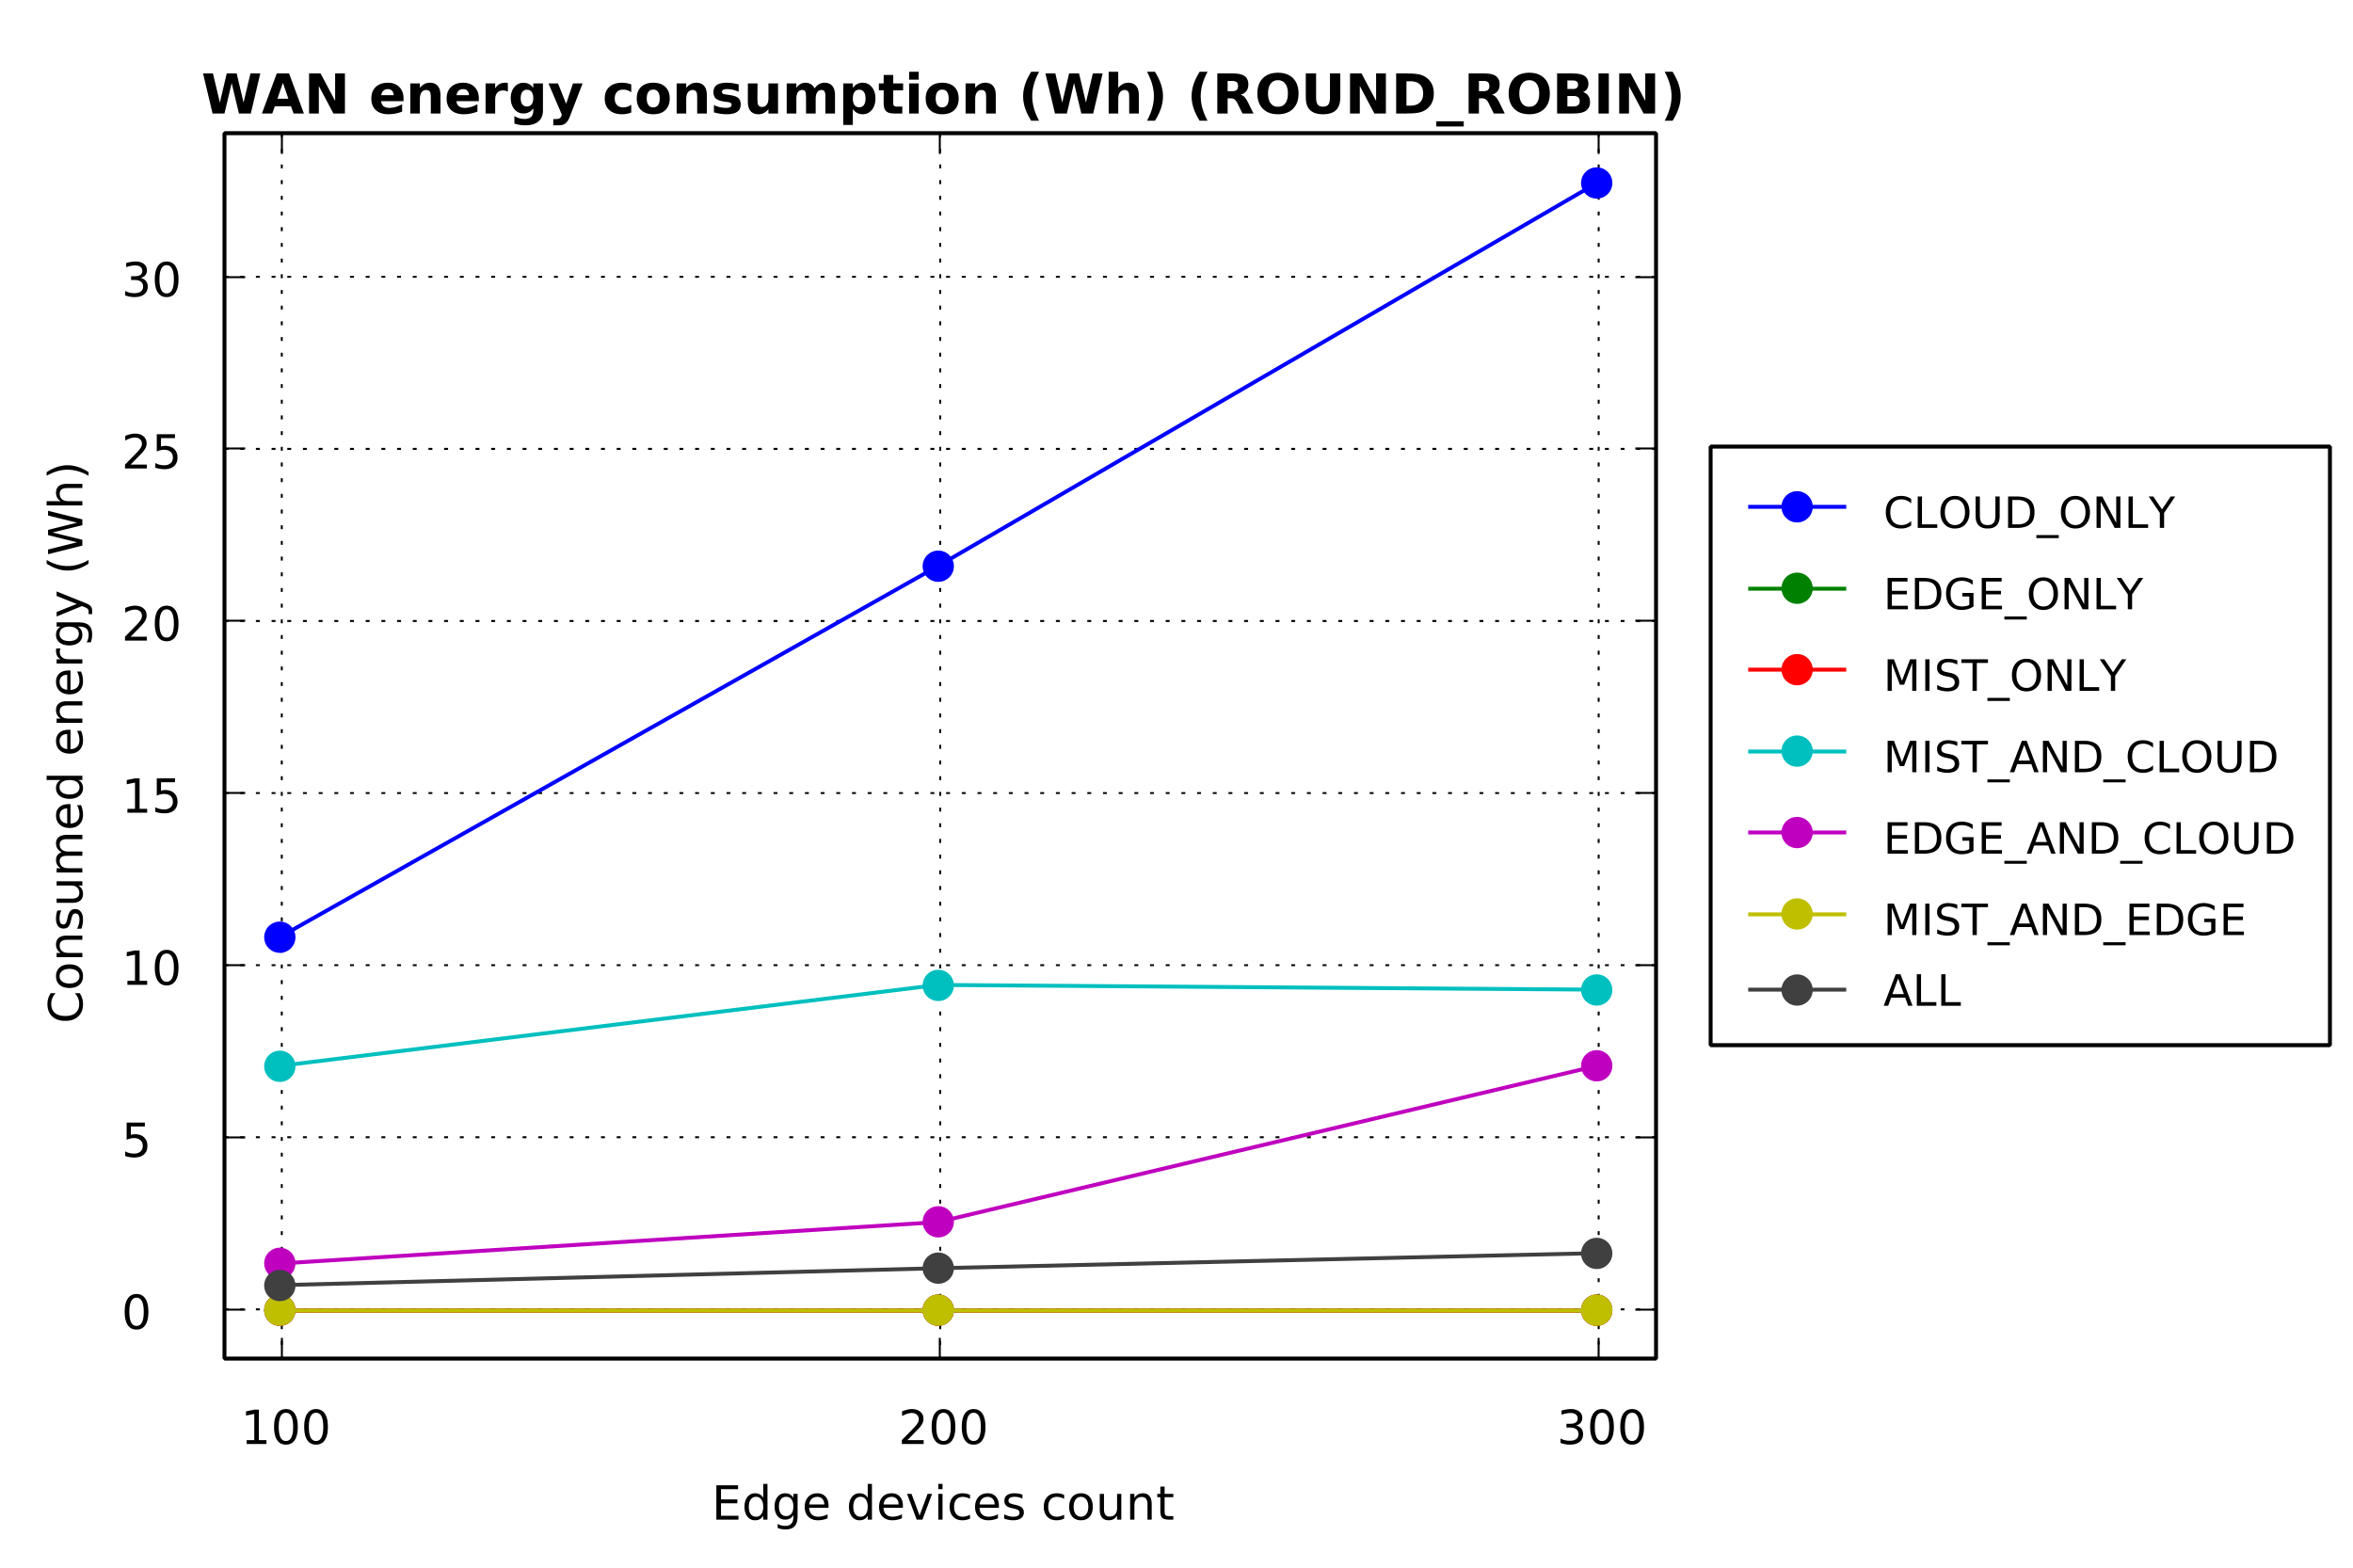 WAN energy consumption (Wh) (ROUND_ROBIN)
Consumed energy (Wh)
30
25
20
15
10
5
0
100 200 300
Edge devices count
CLOUD_ONLY
EDGE_ONLY
MIST_ONLY
MIST_AND_CLOUD
EDGE_AND_CLOUD
MIST_AND_EDGE
ALL